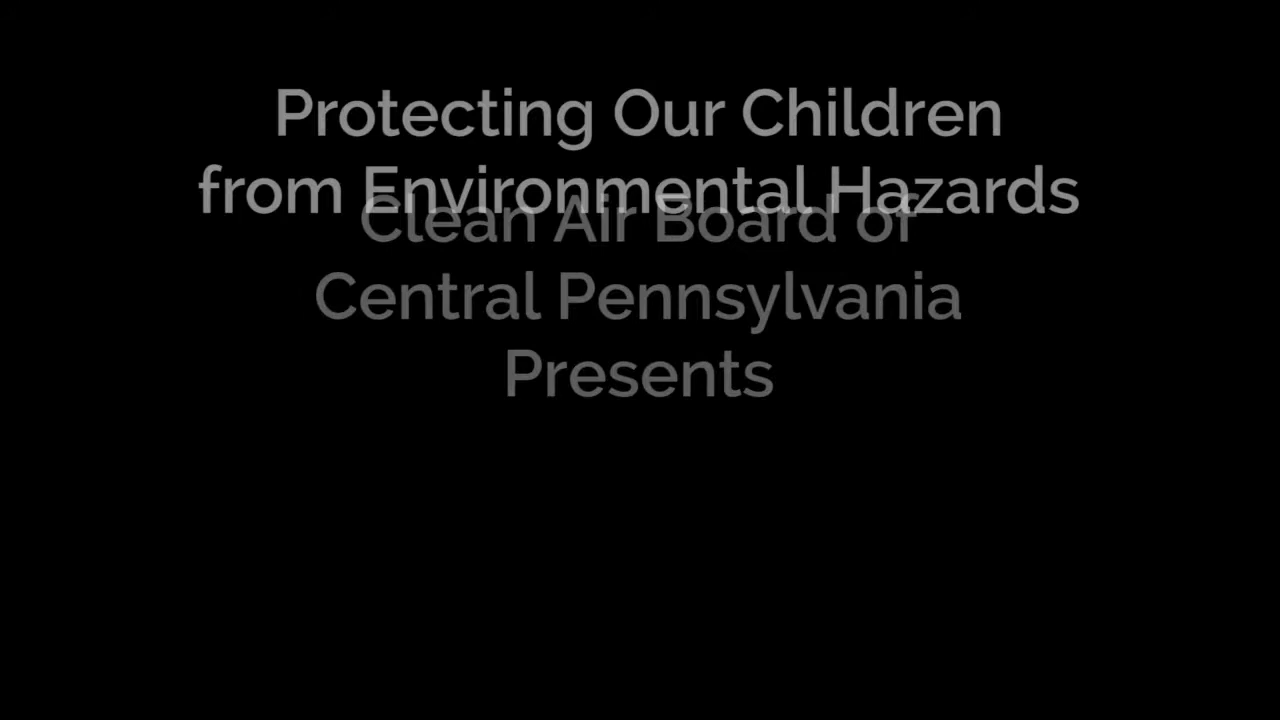 Protecting Our Children
from Environmental Hazards
Clean Air Board of
Central Pennsylvania
Presents